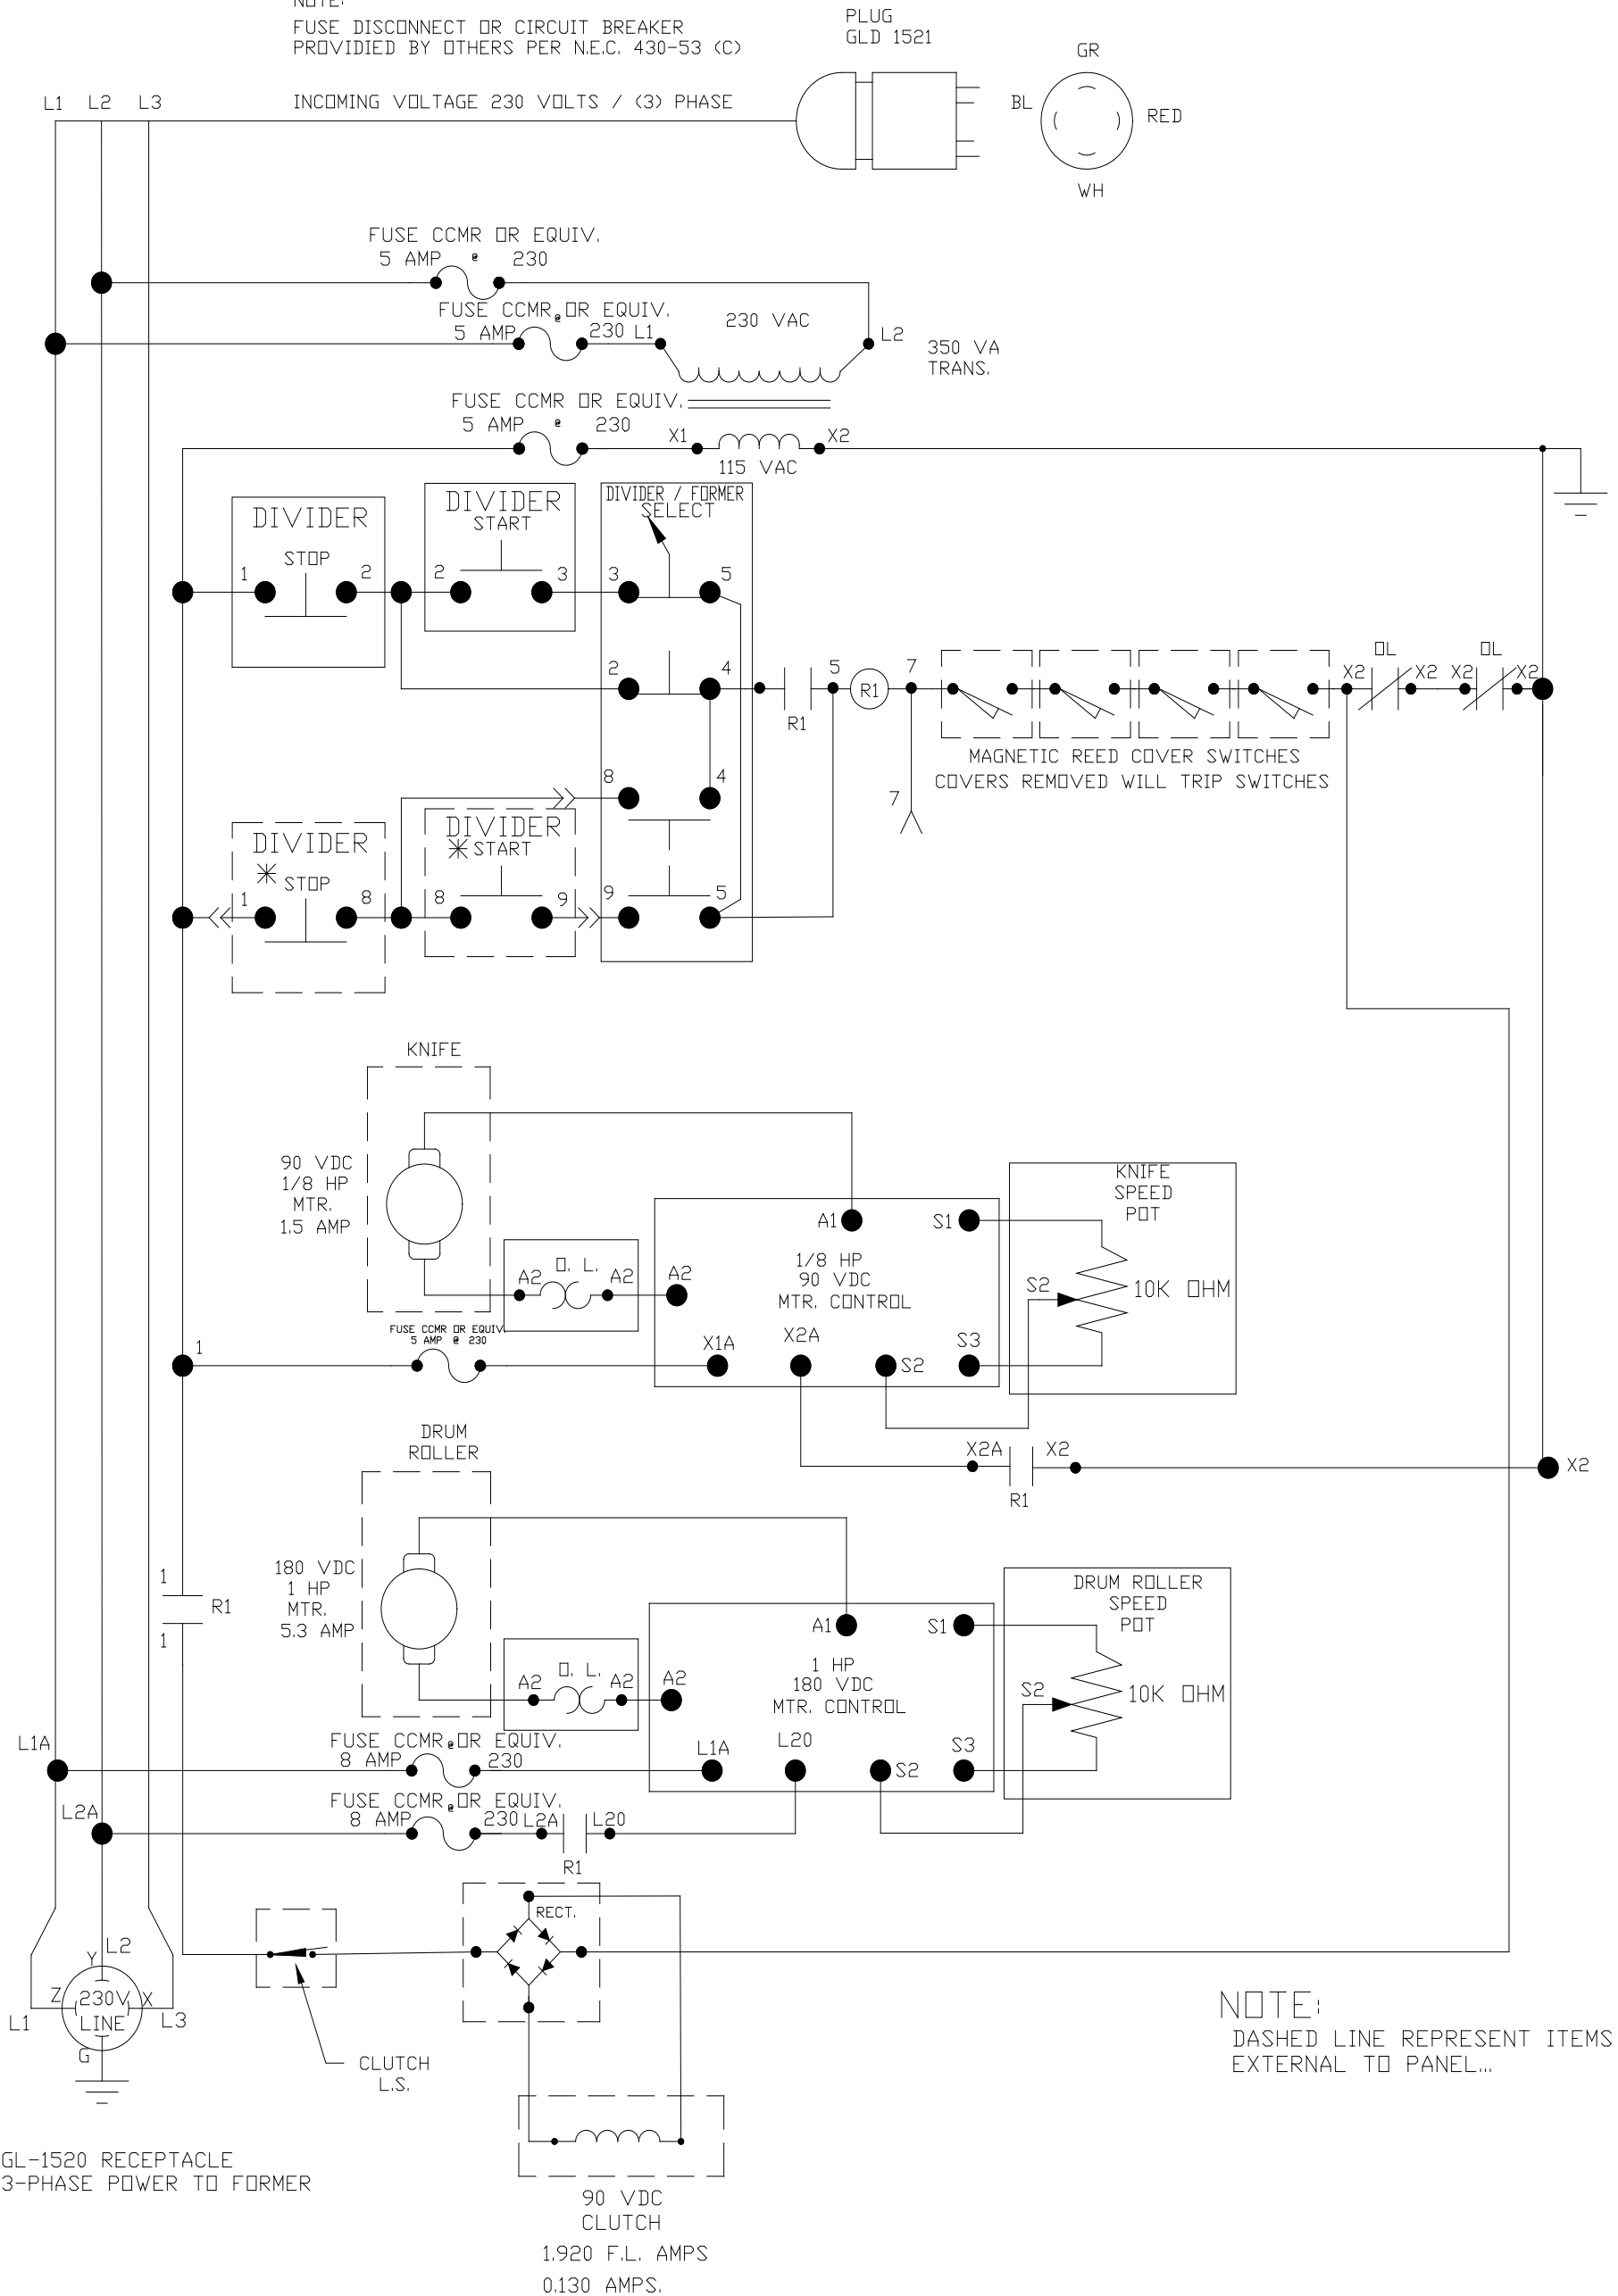 NOTE:
FUSE DISCONNECT OR CIRCUIT BREAKER
PROVIDIED BY OTHERS PER N.E.C. 430-53 (C)
PLUG
GLD 1521
GR
BL
RED
WH
L1 L2 L3
INCOMING VOLTAGE 230 VOLTS / (3) PHASE
FUSE CCMR OR EQUIV.
5 AMP @ 230
FUSE CCMR @ OR EQUIV.
5 AMP 230 L1
230 VAC
L2
350 VA
TRANS.
FUSE CCMR OR EQUIV.
5 AMP @ 230
X1
X2
115 VAC
DIVIDER
STOP
1 2
DIVIDER
START
2 3
DIVIDER / FORMER
SELECT
3 5
2 4
8 4
9 5
R1
5
R1
7
7
MAGNETIC REED COVER SWITCHES
COVERS REMOVED WILL TRIP SWITCHES
OL
X2 X2
OL
X2 X2
DIVIDER
* STOP
1 8
DIVIDER
* START
8 9
KNIFE
90 VDC
1/8 HP
MTR.
1.5 AMP
O. L.
A2 A2
A2
A1
S1
1/8 HP
90 VDC
MTR. CONTROL
X1A
X2A
S2
S3
KNIFE
SPEED
POT
S2
10K OHM
1
FUSE CCMR OR EQUIV.
5 AMP @ 230
X2A X2
R1
X2
DRUM
ROLLER
180 VDC
1 HP
MTR.
5.3 AMP
1
R1
1
O. L.
A2 A2
A2
A1
S1
1 HP
180 VDC
MTR. CONTROL
L1A
L20
S2
S3
DRUM ROLLER
SPEED
POT
S2
10K OHM
L1A
FUSE CCMR @ OR EQUIV.
8 AMP 230
L2A
FUSE CCMR @ OR EQUIV.
8 AMP 230 L2A L20
R1
RECT.
L2
Y
Z
230V
X
LINE
L1
L3
G
CLUTCH
L.S.
NOTE:
DASHED LINE REPRESENT ITEMS
EXTERNAL TO PANEL...
GL-1520 RECEPTACLE
3-PHASE POWER TO FORMER
90 VDC
CLUTCH
1.920 F.L. AMPS
0.130 AMPS.